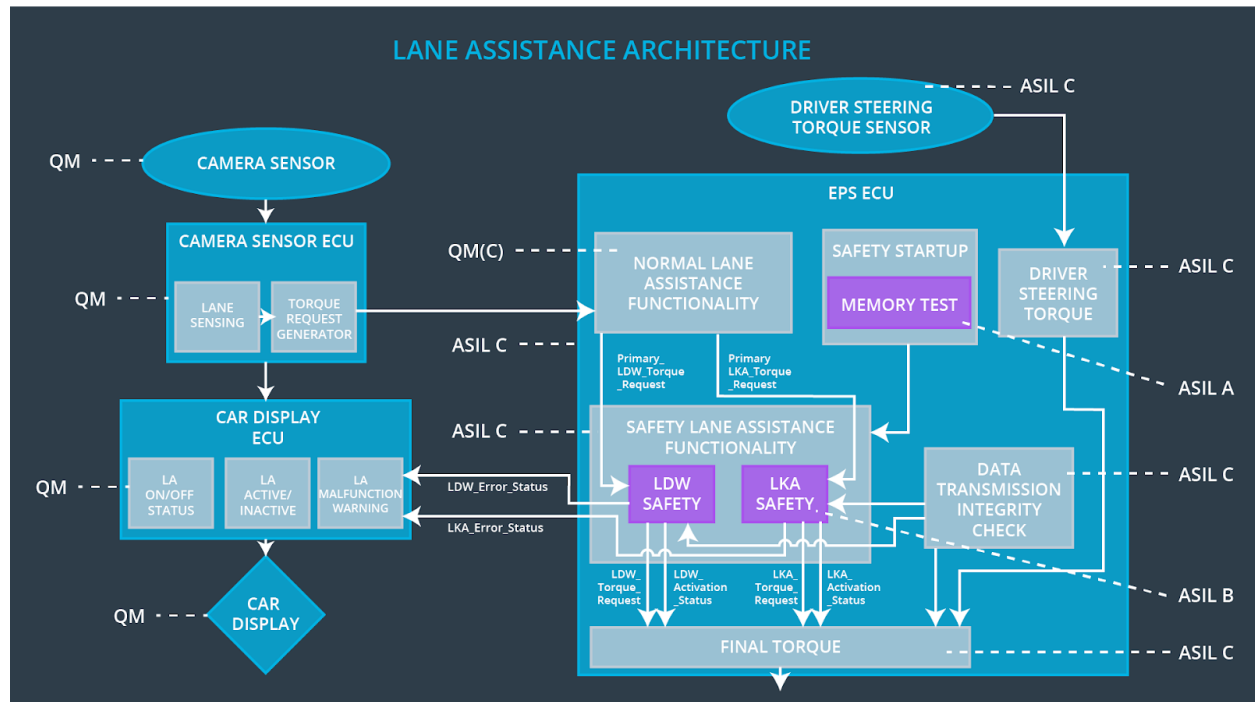 LANE ASSISTANCE ARCHITECTURE
ASIL C
DRIVER STEERING
TORQUE SENSOR
QM
CAMERA SENSOR
EPS ECU
CAMERA SENSOR ECU
QM
LANE
SENSING
TORQUE
REQUEST
GENERATOR
QM(C)
NORMAL LANE
ASSISTANCE
FUNCTIONALITY
SAFETY STARTUP
MEMORY TEST
DRIVER
STEERING
TORQUE
ASIL C
ASIL C
ASIL A
Primary_
LDW_Torque
_Request
Primary
LKA_Torque
_Request
CAR DISPLAY
ECU
QM
LA
ON/OFF
STATUS
LA
ACTIVE/
INACTIVE
LA
MALFUNCTION
WARNING
ASIL C
SAFETY LANE ASSISTANCE
FUNCTIONALITY
LDW
SAFETY
LKA
SAFETY
DATA
TRANSMISSION
INTEGRITY
CHECK
ASIL C
LDW_Error_Status
LKA_Error_Status
LDW_
Torque_
Request
LDW_
Activation
_Status
LKA_
Torque_
Request
LKA_
Activation
_Status
ASIL B
QM
CAR
DISPLAY
FINAL TORQUE
ASIL C